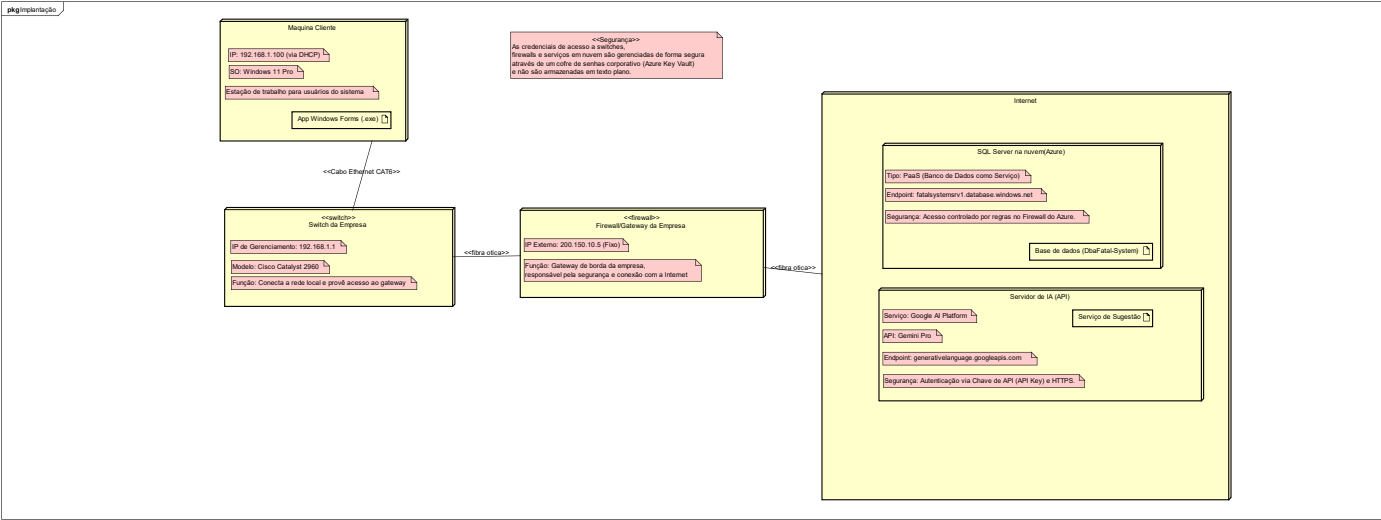 pkg Implantação
Maquina Cliente
IP: 192.168.1.100 (via DHCP)
SO: Windows 11 Pro
Estação de trabalho para usuários do sistema
App Windows Forms (.exe)
<<Segurança>>
As credenciais de acesso a switches,
firewalls e serviços em nuvem são gerenciadas de forma segura
através de um cofre de senhas corporativo (Azure Key Vault)
e não são armazenadas em texto plano.
<<Cabo Ethernet CAT6>>
<<switch>>
Switch da Empresa
IP de Gerenciamento: 192.168.1.1
Modelo: Cisco Catalyst 2960
Função: Conecta a rede local e provê acesso ao gateway
<<fibra otica>>
<<firewall>>
Firewall/Gateway da Empresa
IP Externo: 200.150.10.5 (Fixo)
Função: Gateway de borda da empresa,
responsável pela segurança e conexão com a Internet
<<fibra otica>>
Internet
SQL Server na nuvem(Azure)
Tipo: PaaS (Banco de Dados como Serviço)
Endpoint: fatalsystemsrv1.database.windows.net
Segurança: Acesso controlado por regras no Firewall do Azure.
Base de dados (DbaFatal-System)
Servidor de IA (API)
Serviço: Google AI Platform
Serviço de Sugestão
API: Gemini Pro
Endpoint: generativelanguage.googleapis.com
Segurança: Autenticação via Chave de API (API Key) e HTTPS.